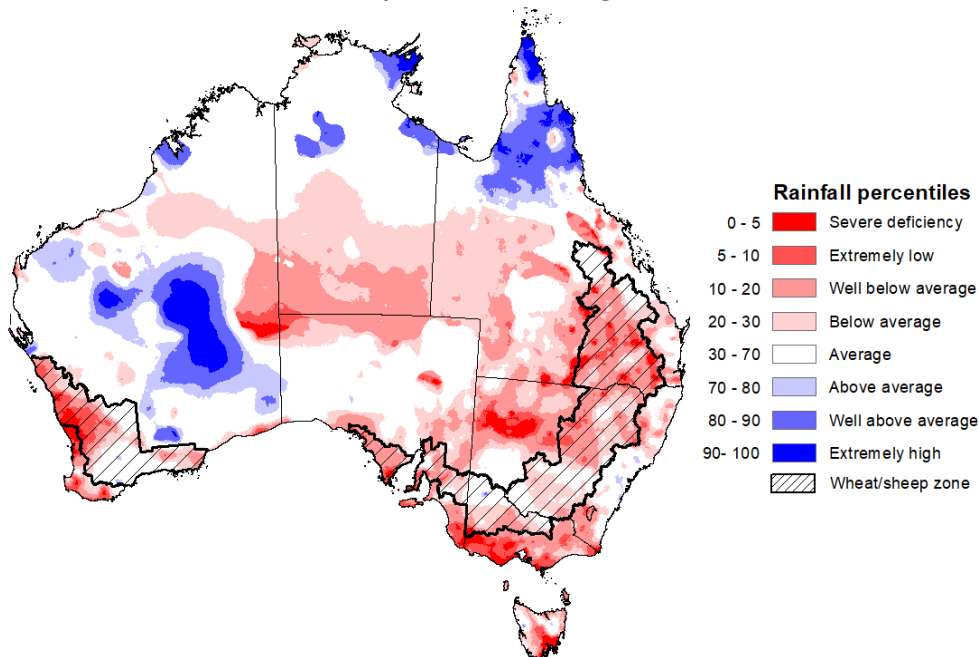 Rainfall percentiles
0 - 5 Severe deficiency
5 - 10 Extremely low
10 - 20 Well below average
20 - 30 Below average
30 - 70 Average
70 - 80 Above average
80 - 90 Well above average
90- 100 Extremely high
Wheat/sheep zone